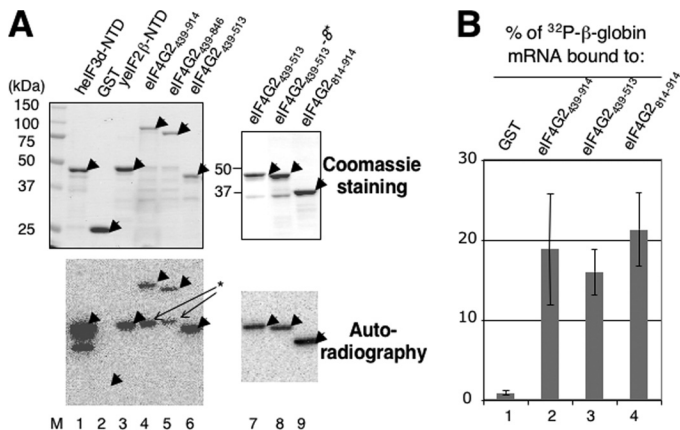 A
heIF3d-NTD
GST
yeIF2β-NTD
eIF4G2439-914
eIF4G2439-846
eIF4G2439-513
eIF4G2439-513
eIF4G2439-513-8*
eIF4G2814-914
(kDa)
150
100
75
50
37
25
50
37
Coomassie
staining
*
Auto-
radiography
M 1 2 3 4 5 6 7 8 9
B
% of 32P-β-globin
mRNA bound to:
GST
eIF4G2439-914
eIF4G2439-513
eIF4G2814-914
30
20
10
0
1 2 3 4